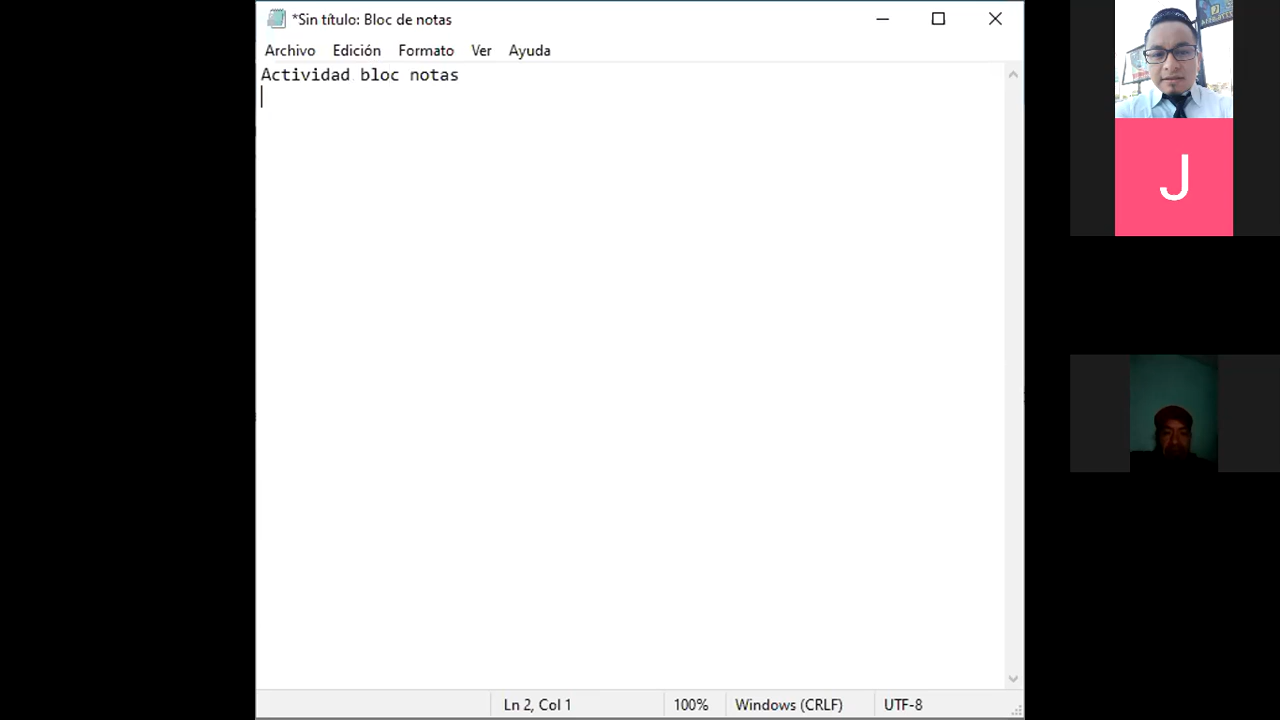 *Sin título: Bloc de notas
Archivo Edición Formato Ver Ayuda
Actividad bloc notas
Ln 2, Col 1 100% Windows (CRLF) UTF-8
J